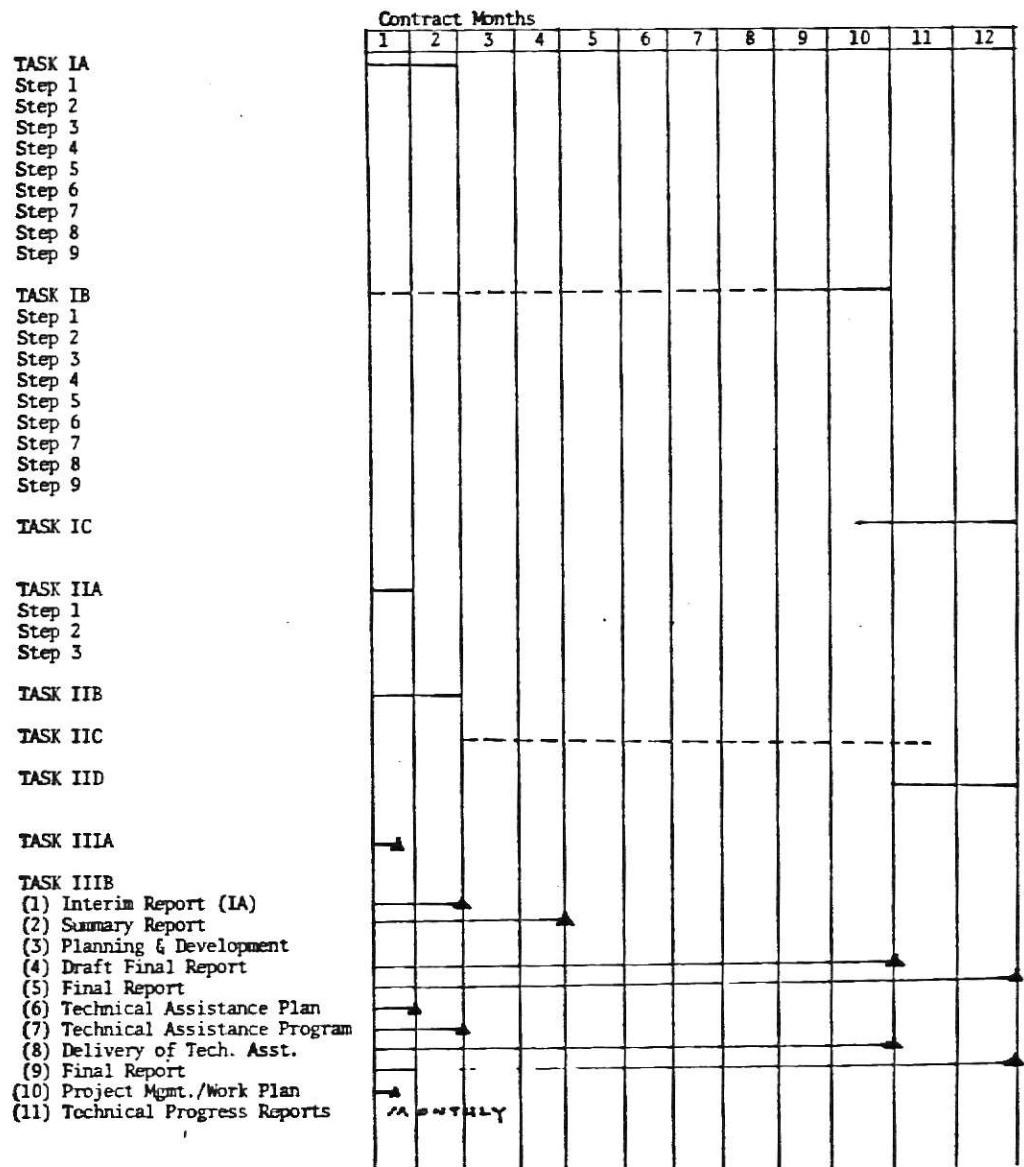 Contract Months
1 2 3 4 5 6 7 8 9 10 11 12
TASK IA
Step 1
Step 2
Step 3
Step 4
Step 5
Step 6
Step 7
Step 8
Step 9
TASK IB
Step 1
Step 2
Step 3
Step 4
Step 5
Step 6
Step 7
Step 8
Step 9
TASK IC
TASK IIA
Step 1
Step 2
Step 3
TASK IIB
TASK IIC
TASK IID
TASK IIIA
TASK IIIB
(1) Interim Report (IA)
(2) Summary Report
(3) Planning & Development
(4) Draft Final Report
(5) Final Report
(6) Technical Assistance Plan
(7) Technical Assistance Program
(8) Delivery of Tech. Asst.
(9) Final Report
(10) Project Mgmt./Work Plan
(11) Technical Progress Reports MONTHLY